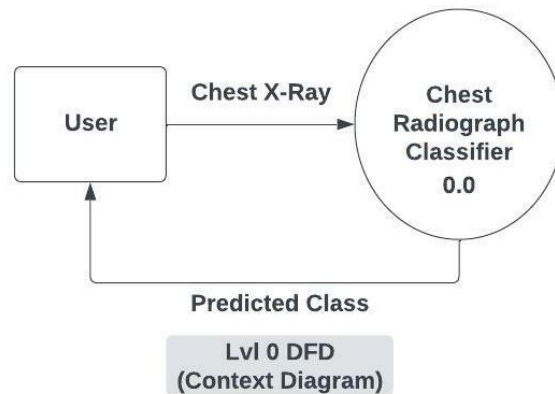 Chest X-Ray
User
Chest
Radiograph
Classifier
0.0
Predicted Class
Lvl 0 DFD
(Context Diagram)